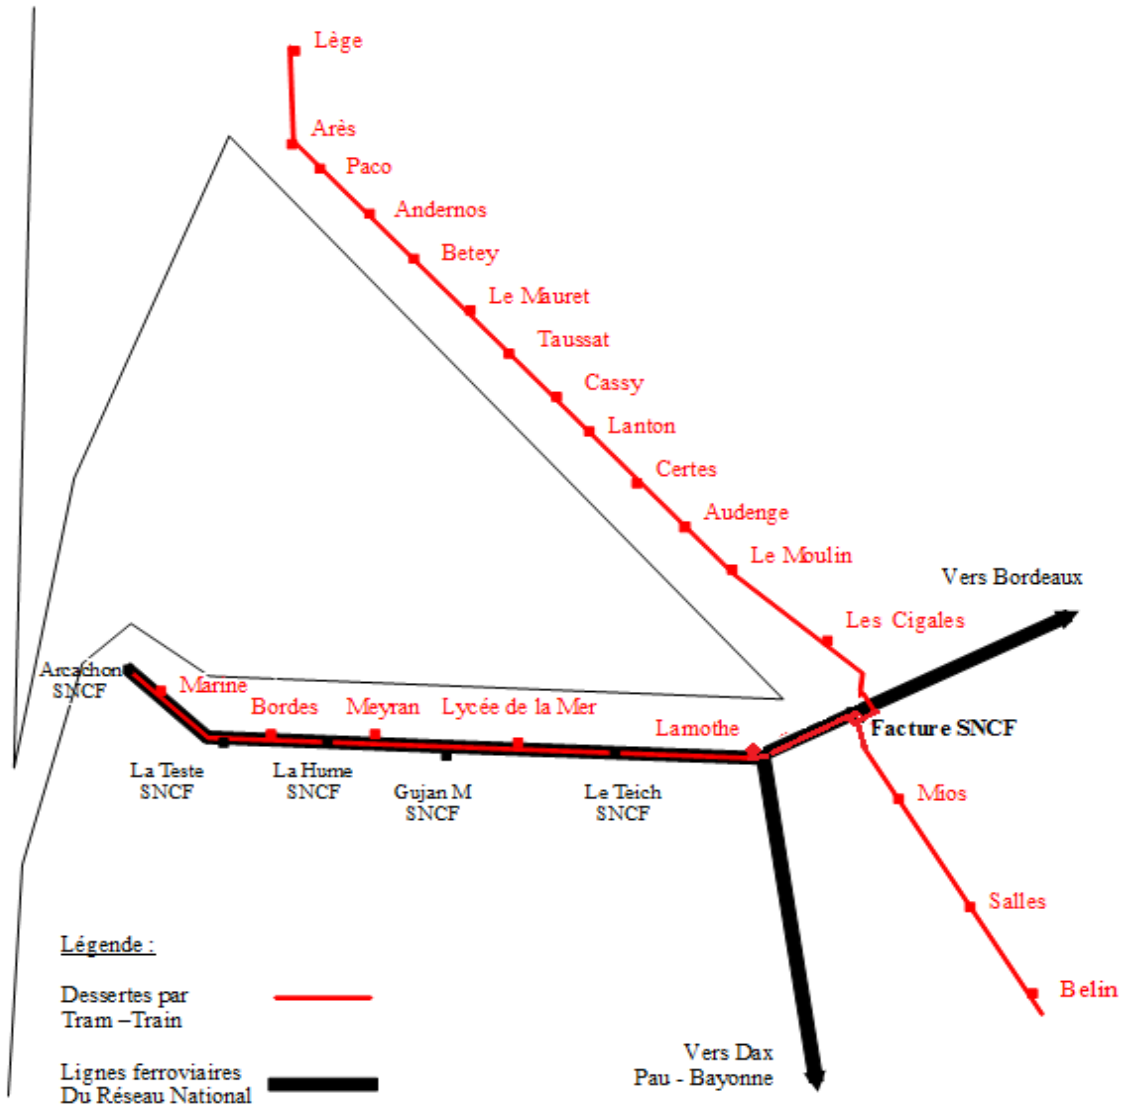 Lège
Arès
Paco
Andernos
Betey
Le Mauret
Taussat
Cassy
Lanton
Certes
Audenge
Le Moulin
Vers Bordeaux
Les Cigales
Arcachon
SNCF
Marine
Bordes
Meyran
Lycée de la Mer
Lamothe
Facture SNCF
La Teste
SNCF
La Hume
SNCF
Gujan M
SNCF
Le Teich
SNCF
Mios
Salles
Belin
Légende :
Dessertes par
Tram –Train
Lignes ferroviaires
Du Réseau National
Vers Dax
Pau - Bayonne